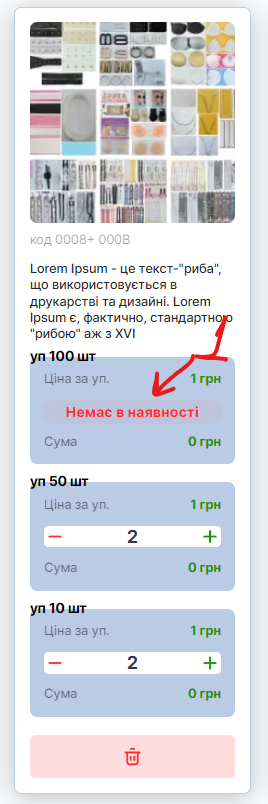 код 0008+ 000В
Lorem Ipsum - це текст-"риба",
що використовується в
друкарстві та дизайні. Lorem
Ipsum є, фактично, стандартною
"рибою" аж з XVI
уп 100 шт
Ціна за уп. 1 грн
Немає в наявності
Сума 0 грн
уп 50 шт
Ціна за уп. 1 грн
− 2 +
Сума 0 грн
уп 10 шт
Ціна за уп. 1 грн
− 2 +
Сума 0 грн